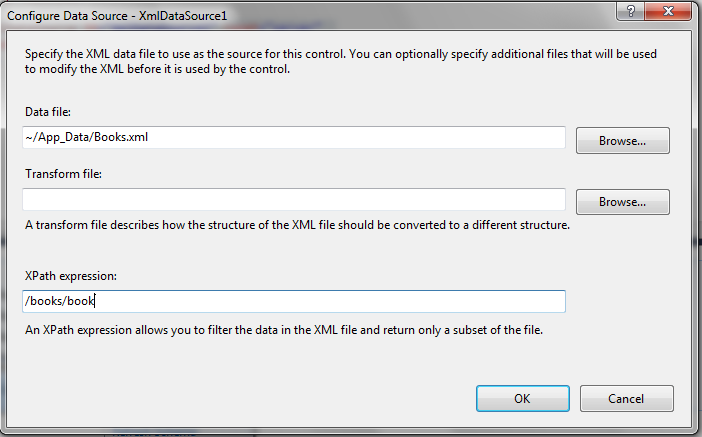 Configure Data Source - XmlDataSource1
Specify the XML data file to use as the source for this control. You can optionally specify additional files that will be used
to modify the XML before it is used by the control.
Data file:
~/App_Data/Books.xml
Browse...
Transform file:
Browse...
A transform file describes how the structure of the XML file should be converted to a different structure.
XPath expression:
/books/book
An XPath expression allows you to filter the data in the XML file and return only a subset of the file.
OK
Cancel